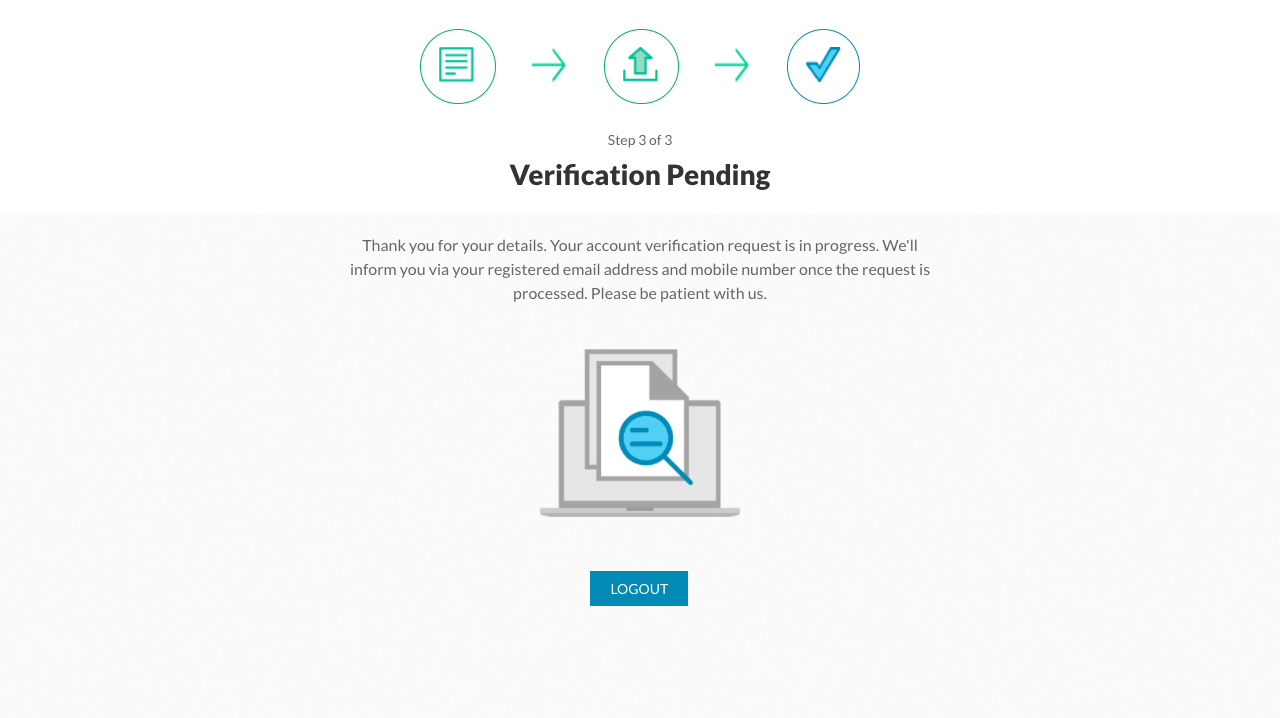 Step 3 of 3
Verification Pending
Thank you for your details. Your account verification request is in progress. We'll
inform you via your registered email address and mobile number once the request is
processed. Please be patient with us.
LOGOUT